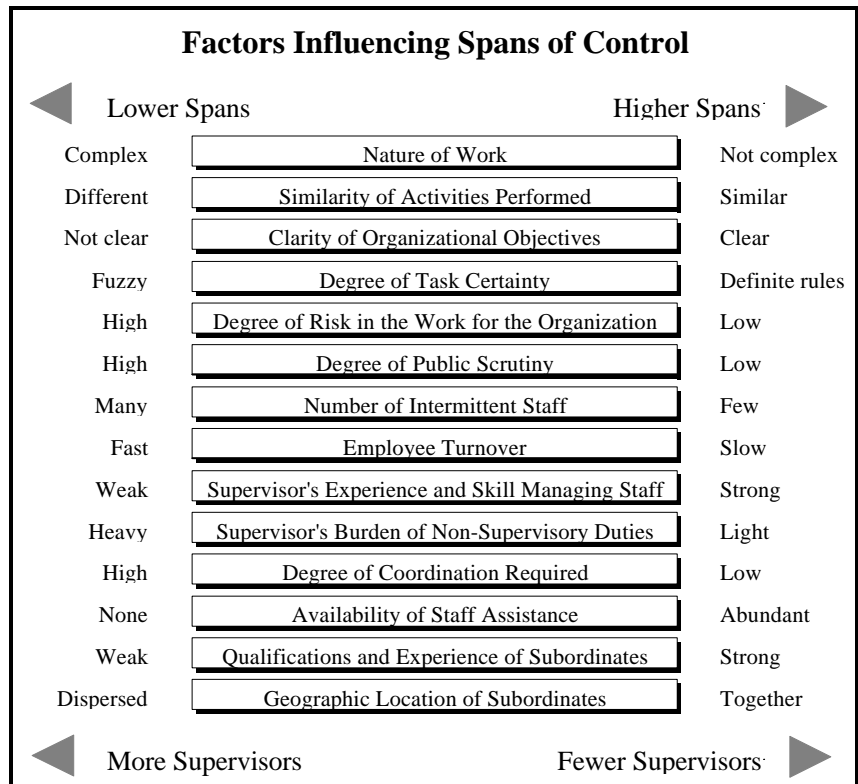 Factors Influencing Spans of Control
Lower Spans Higher Spans
Complex Nature of Work Not complex
Different Similarity of Activities Performed Similar
Not clear Clarity of Organizational Objectives Clear
Fuzzy Degree of Task Certainty Definite rules
High Degree of Risk in the Work for the Organization Low
High Degree of Public Scrutiny Low
Many Number of Intermittent Staff Few
Fast Employee Turnover Slow
Weak Supervisor's Experience and Skill Managing Staff Strong
Heavy Supervisor's Burden of Non-Supervisory Duties Light
High Degree of Coordination Required Low
None Availability of Staff Assistance Abundant
Weak Qualifications and Experience of Subordinates Strong
Dispersed Geographic Location of Subordinates Together
More Supervisors Fewer Supervisors